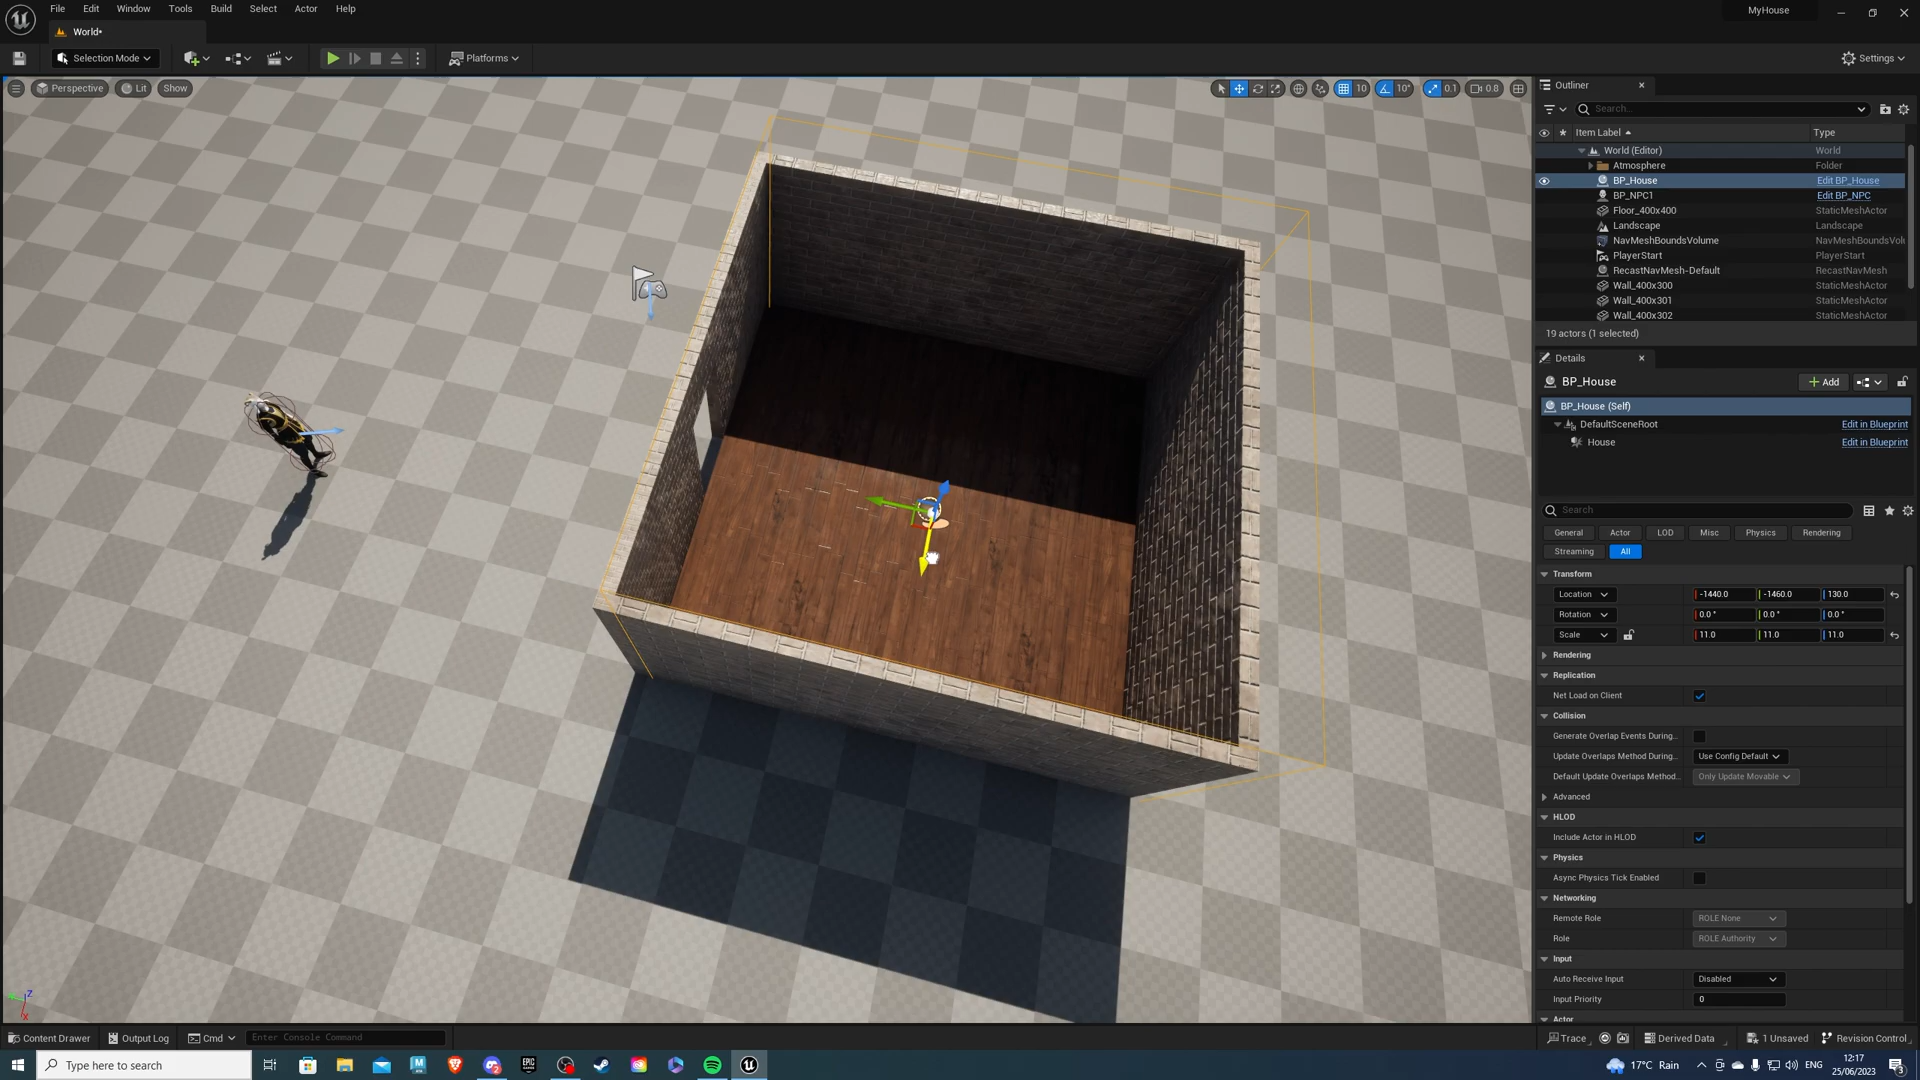 File Edit Window Tools Build Select Actor Help
MyHouse
World•
Selection Mode
Platforms
Settings
Perspective Lit Show
10 10° 0.1 0.8
Outliner
Search...
Item Label Type
World (Editor) World
Atmosphere Folder
BP_House Edit BP_House
BP_NPC1 Edit BP_NPC
Floor_400x400 StaticMeshActor
Landscape Landscape
NavMeshBoundsVolume NavMeshBoundsVolu
PlayerStart PlayerStart
RecastNavMesh-Default RecastNavMesh
Wall_400x300 StaticMeshActor
Wall_400x301 StaticMeshActor
Wall_400x302 StaticMeshActor
19 actors (1 selected)
Details
BP_House
Add
BP_House (Self)
DefaultSceneRoot Edit in Blueprint
House Edit in Blueprint
Search
General Actor LOD Misc Physics Rendering
Streaming All
Transform
Location -1440.0 -1460.0 130.0
Rotation 0.0 ° 0.0 ° 0.0 °
Scale 11.0 11.0 11.0
Rendering
Replication
Net Load on Client
Collision
Generate Overlap Events During...
Update Overlaps Method During... Use Config Default
Default Update Overlaps Method... Only Update Movable
Advanced
HLOD
Include Actor in HLOD
Physics
Async Physics Tick Enabled
Networking
Remote Role ROLE None
Role ROLE Authority
Input
Auto Receive Input Disabled
Input Priority 0
Actor
Z
X
Content Drawer Output Log Cmd Enter Console Command
Trace Derived Data 1 Unsaved Revision Control
Type here to search
M
EPIC
17°C Rain
ENG
12:17
25/06/2023
3